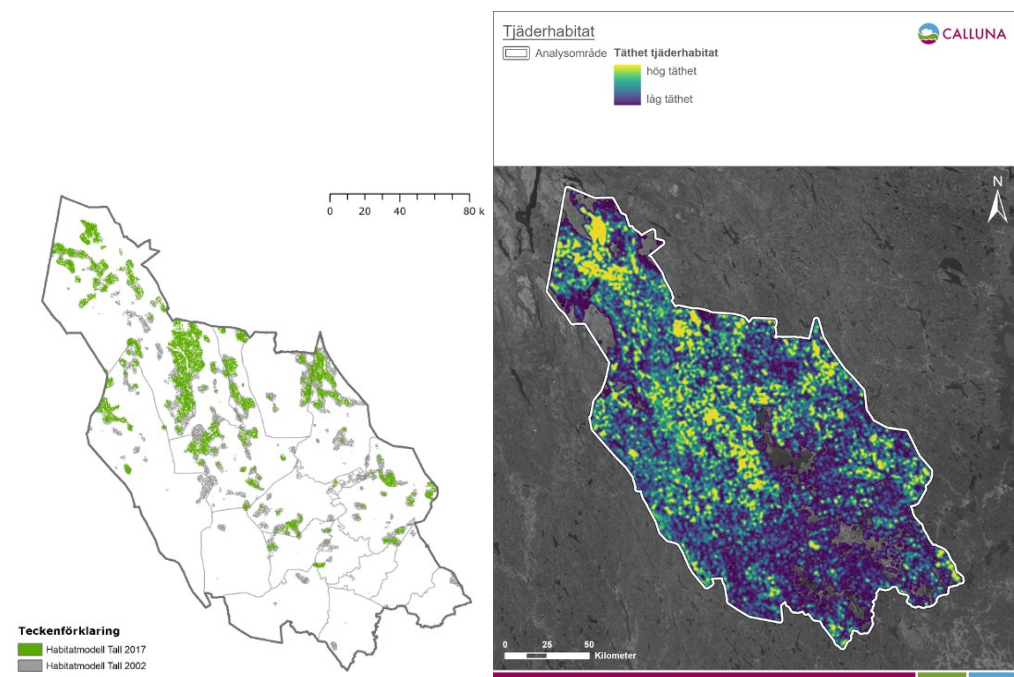 0 20 40 80 k
Teckenförklaring
Habitatmodell Tall 2017
Habitatmodell Tall 2002
Tjäderhabitat
Analysområde
Täthet tjäderhabitat
hög täthet
låg täthet
CALLUNA
N
0 25 50
Kilometer